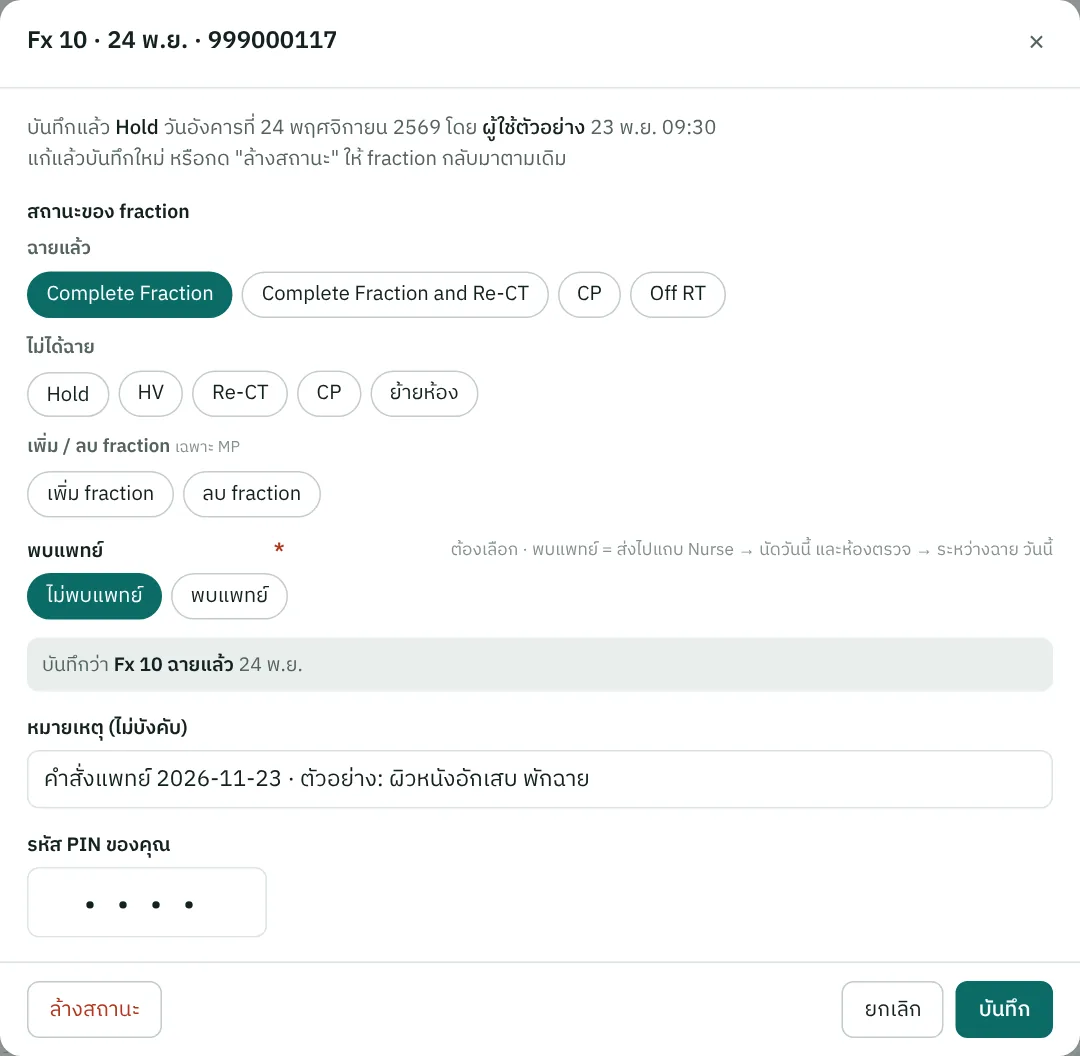 Fx 10 · 24 พ.ย. · 999000117 ×
บันทึกแล้ว Hold วันอังคารที่ 24 พฤศจิกายน 2569 โดย ผู้ใช้ตัวอย่าง 23 พ.ย. 09:30
แก้แล้วบันทึกใหม่ หรือกด "ล้างสถานะ" ให้ fraction กลับมาตามเดิม
สถานะของ fraction
ฉายแล้ว
Complete Fraction Complete Fraction and Re-CT CP Off RT
ไม่ได้ฉาย
Hold HV Re-CT CP ย้ายห้อง
เพิ่ม / ลบ fraction เฉพาะ MP
เพิ่ม fraction ลบ fraction
พบแพทย์ * ต้องเลือก · พบแพทย์ = ส่งไปแถบ Nurse → นัดวันนี้ และห้องตรวจ → ระหว่างฉาย วันนี้
ไม่พบแพทย์ พบแพทย์
บันทึกว่า Fx 10 ฉายแล้ว 24 พ.ย.
หมายเหตุ (ไม่บังคับ)
คำสั่งแพทย์ 2026-11-23 · ตัวอย่าง: ผิวหนังอักเสบ พักฉาย
รหัส PIN ของคุณ
• • • •
ล้างสถานะ ยกเลิก บันทึก